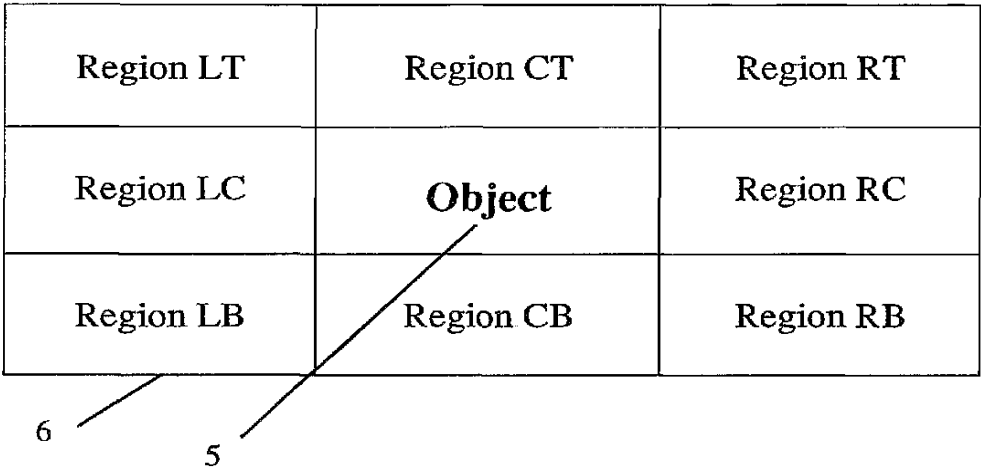 Region LT
Region CT
Region RT
Region LC
Object
Region RC
Region LB
Region CB
Region RB
6
5